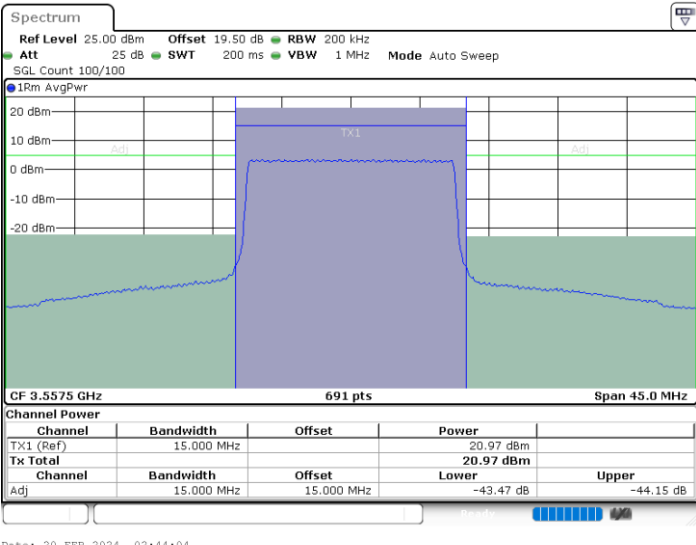 Spectrum
Ref Level 25.00 dBm Offset 19.50 dB RBW 200 kHz
Att 25 dB SWT 200 ms VBW 1 MHz Mode Auto Sweep
SGL Count 100/100
1Rm AvgPwr
20 dBm
TX1
10 dBm
Adj Adj
0 dBm
-10 dBm
-20 dBm
CF 3.5575 GHz 691 pts Span 45.0 MHz
Channel Power
Channel Bandwidth Offset Power
TX1 (Ref) 15.000 MHz 20.97 dBm
Tx Total 20.97 dBm
Channel Bandwidth Offset Lower Upper
Adj 15.000 MHz 15.000 MHz -43.47 dB -44.15 dB
Ready